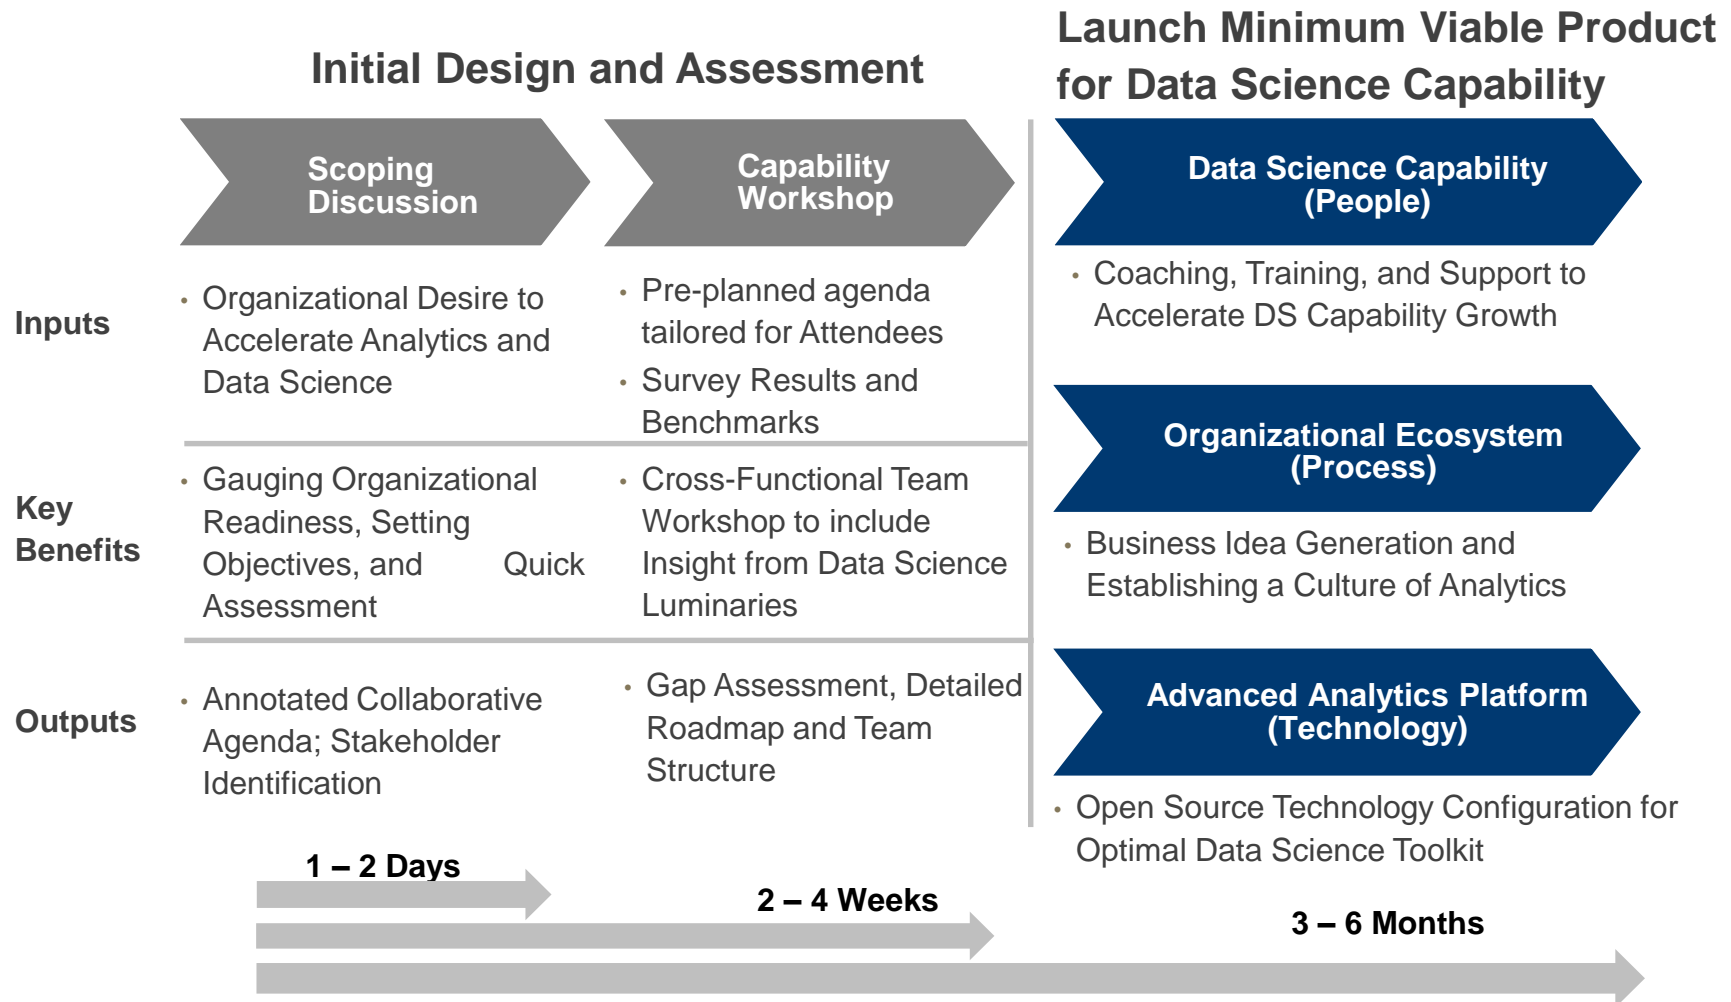 Initial Design and Assessment
Launch Minimum Viable Product
for Data Science Capability
Scoping
Discussion
Capability
Workshop
Data Science Capability
(People)
Inputs
• Organizational Desire to
Accelerate Analytics and
Data Science
• Pre-planned agenda
tailored for Attendees
• Survey Results and
Benchmarks
• Coaching, Training, and Support to
Accelerate DS Capability Growth
Organizational Ecosystem
(Process)
Key
Benefits
• Gauging Organizational
Readiness, Setting
Objectives, and Quick
Assessment
• Cross-Functional Team
Workshop to include
Insight from Data Science
Luminaries
• Business Idea Generation and
Establishing a Culture of Analytics
Advanced Analytics Platform
(Technology)
Outputs
• Annotated Collaborative
Agenda; Stakeholder
Identification
• Gap Assessment, Detailed
Roadmap and Team
Structure
• Open Source Technology Configuration for
Optimal Data Science Toolkit
1 – 2 Days
2 – 4 Weeks
3 – 6 Months